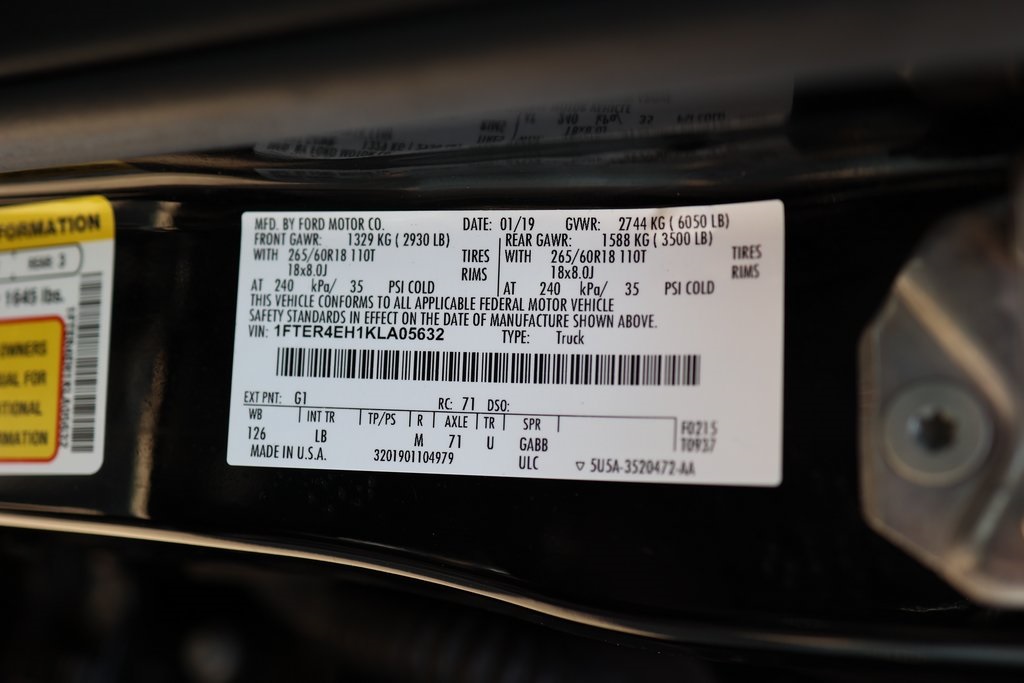 MFD. BY FORD MOTOR CO. DATE: 01/19 GVWR: 2744 KG ( 6050 LB)
FRONT GAWR: 1329 KG ( 2930 LB) REAR GAWR: 1588 KG ( 3500 LB)
WITH 265/60R18 110T TIRES WITH 265/60R18 110T TIRES
18x8.0J RIMS 18x8.0J RIMS
AT 240 kPa/ 35 PSI COLD AT 240 kPa/ 35 PSI COLD
THIS VEHICLE CONFORMS TO ALL APPLICABLE FEDERAL MOTOR VEHICLE
SAFETY STANDARDS IN EFFECT ON THE DATE OF MANUFACTURE SHOWN ABOVE.
VIN: 1FTER4EH1KLA05632 TYPE: Truck
EXT PNT: G1 RC: 71 DSO:
WB INT TR TP/PS R AXLE TR SPR F0215
126 LB M 71 U GABB T0937
MADE IN U.S.A. 3201901104979 ULC ▽ 5U5A-3520472-AA
ORMATION
3
1645 lbs.
OWNERS
UAL FOR
TIONAL
RMATION